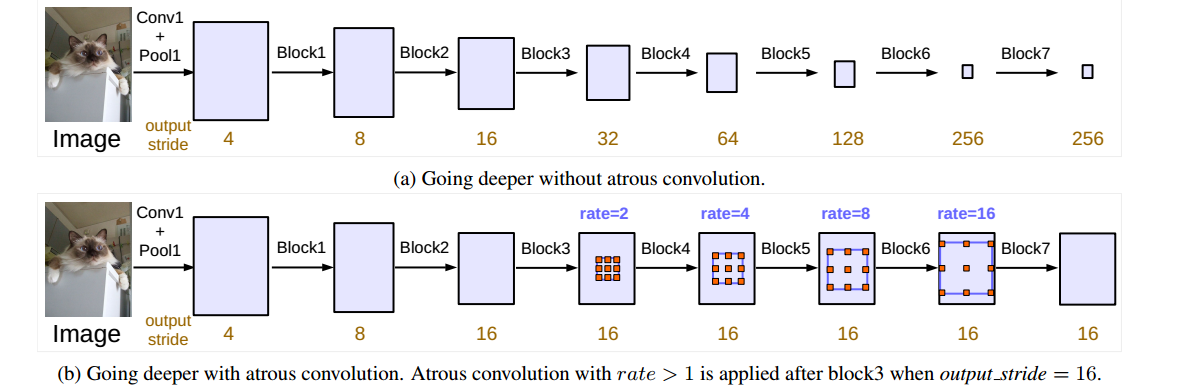 Conv1
+
Pool1
Block1
Block2
Block3
Block4
Block5
Block6
Block7
Image
output
stride
4
8
16
32
64
128
256
256
(a) Going deeper without atrous convolution.
rate=2
rate=4
rate=8
rate=16
Conv1
+
Pool1
Block1
Block2
Block3
Block4
Block5
Block6
Block7
Image
output
stride
4
8
16
16
16
16
16
16
(b) Going deeper with atrous convolution. Atrous convolution with rate > 1 is applied after block3 when output_stride = 16.